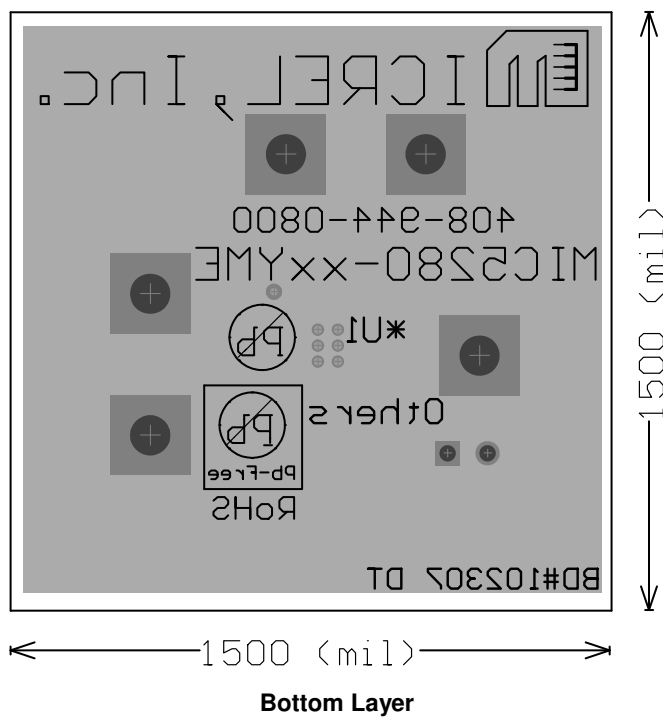 MICREL, Inc.
408-944-0800
MIC5280-xxYME
Pb
*U1
Others
Pb
Pb-Free
RoHS
BD#102307 DT
1500 (mil)
1500 (mil)
Bottom Layer